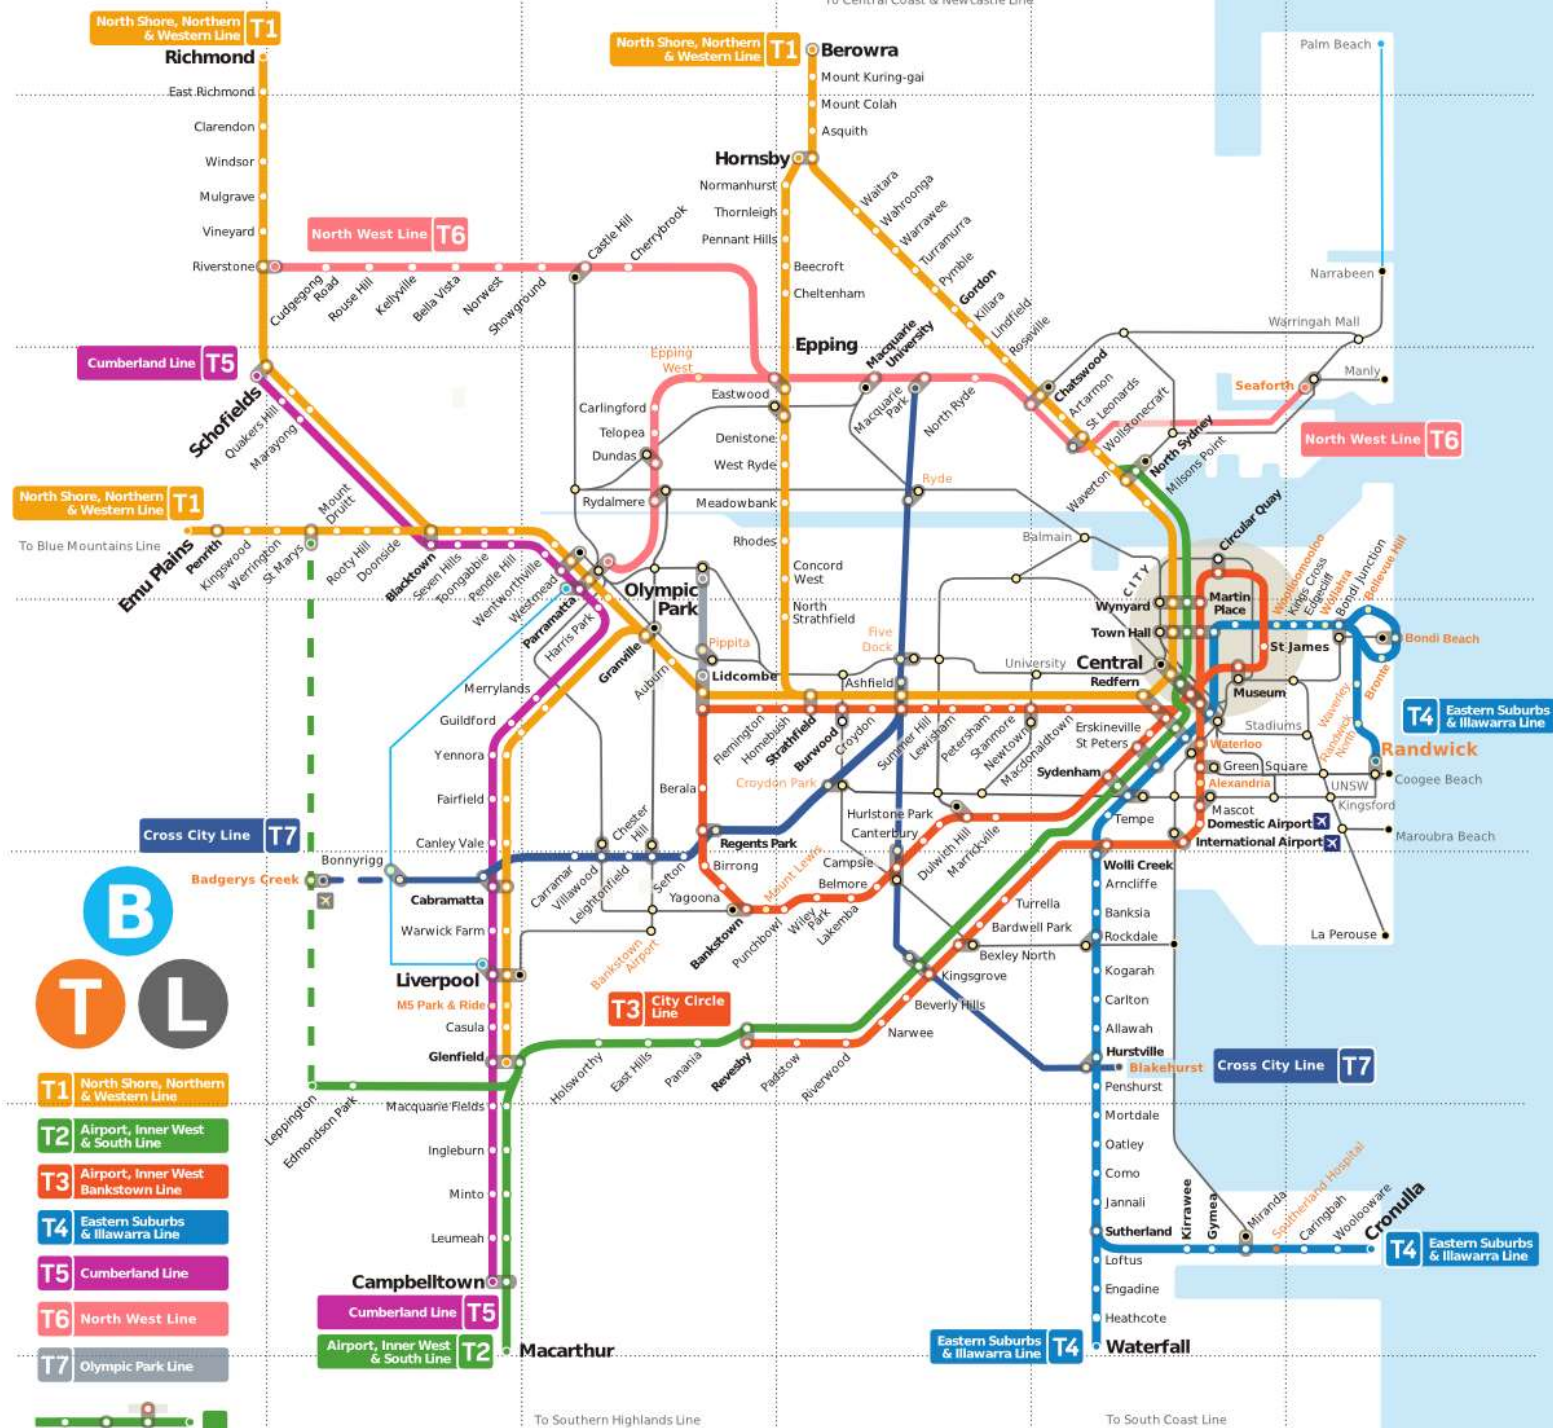 To Central Coast & Newcastle Line
North Shore, Northern
& Western Line
T1
Richmond
East Richmond
Clarendon
Windsor
Mulgrave
Vineyard
Riverstone
North Shore, Northern
& Western Line
T1
Berowra
Mount Kuring-gai
Mount Colah
Asquith
Hornsby
Normanhurst
Thornleigh
Pennant Hills
Beecroft
Cheltenham
Epping
Waitara
Wahroonga
Warrawee
Turramurra
Pymble
Gordon
Killara
Lindfield
Roseville
Chatswood
Artarmon
St Leonards
Wollstonecraft
Waverton
North Sydney
Milsons Point
Palm Beach
Narrabeen
Warringah Mall
Manly
Seaforth
North West Line
T6
North West Line
T6
Cudgegong
Road
Rouse Hill
Kellyville
Bella Vista
Norwest
Showground
Castle Hill
Cherrybrook
Cumberland Line
T5
Schofields
Quakers Hill
Marayong
Epping
West
Carlingford
Telopea
Dundas
Rydalmere
Eastwood
Denistone
West Ryde
Meadowbank
Rhodes
Concord
West
North
Strathfield
Macquarie
University
Macquarie
Park
North Ryde
Ryde
Balmain
North Shore, Northern
& Western Line
T1
To Blue Mountains Line
Emu Plains
Penrith
Kingswood
Werrington
St Marys
Mount
Druitt
Rooty Hill
Doonside
Blacktown
Seven Hills
Toongabbie
Pendle Hill
Wentworthville
Westmead
Parramatta
Harris Park
Granville
Auburn
Olympic
Park
Pippita
Lidcombe
Five
Dock
Ashfield
University
CITY
Circular Quay
Wynyard
Martin
Place
Town Hall
St James
Central
Redfern
Museum
Woolloomooloo
Kings Cross
Edgecliff
Wollahra
Bondi Junction
Bellevue Hill
Bondi Beach
Bronte
Waverley
Randwick
North
Randwick
T4
Eastern Suburbs
& Illawarra Line
Stadiums
Merrylands
Guildford
Yennora
Fairfield
Canley Vale
Cabramatta
Warwick Farm
Liverpool
M5 Park & Ride
Casula
Glenfield
Macquarie Fields
Ingleburn
Minto
Leumeah
Campbelltown
Macarthur
Flemington
Homebush
Strathfield
Burwood
Croydon
Summer Hill
Lewisham
Petersham
Stanmore
Newtown
Macdonaldtown
Erskineville
St Peters
Sydenham
Tempe
Waterloo
Green Square
Alexandria
Mascot
Domestic Airport
International Airport
UNSW
Kingsford
Coogee Beach
Maroubra Beach
La Perouse
Croydon Park
Hurlstone Park
Canterbury
Campsie
Belmore
Dulwich Hill
Marrickville
Berala
Regents Park
Birrong
Yagoona
Bankstown
Punchbowl
Mount Lewis
Wiley
Park
Lakemba
Chester
Hill
Carramar
Villawood
Leightonfield
Sefton
Bankstown
Airport
Cross City Line
T7
Bonnyrigg
Badgerys Creek
B
T
L
Wolli Creek
Arncliffe
Banksia
Rockdale
Kogarah
Carlton
Allawah
Hurstville
Blakehurst
Cross City Line
T7
Penshurst
Mortdale
Oatley
Como
Jannali
Sutherland
Loftus
Engadine
Heathcote
Waterfall
Turrella
Bardwell Park
Bexley North
Kingsgrove
Beverly Hills
Narwee
Riverwood
Padstow
Revesby
Panania
East Hills
Holsworthy
T3
City Circle
Line
Leppington
Edmondson Park
Kirrawee
Gymea
Miranda
Sutherland Hospital
Caringbah
Woolooware
Cronulla
T4
Eastern Suburbs
& Illawarra Line
Eastern Suburbs
& Illawarra Line
T4
Cumberland Line
T5
Airport, Inner West
& South Line
T2
T1
North Shore, Northern
& Western Line
T2
Airport, Inner West
& South Line
T3
Airport, Inner West
Bankstown Line
T4
Eastern Suburbs
& Illawarra Line
T5
Cumberland Line
T6
North West Line
T7
Olympic Park Line
To Southern Highlands Line
To South Coast Line